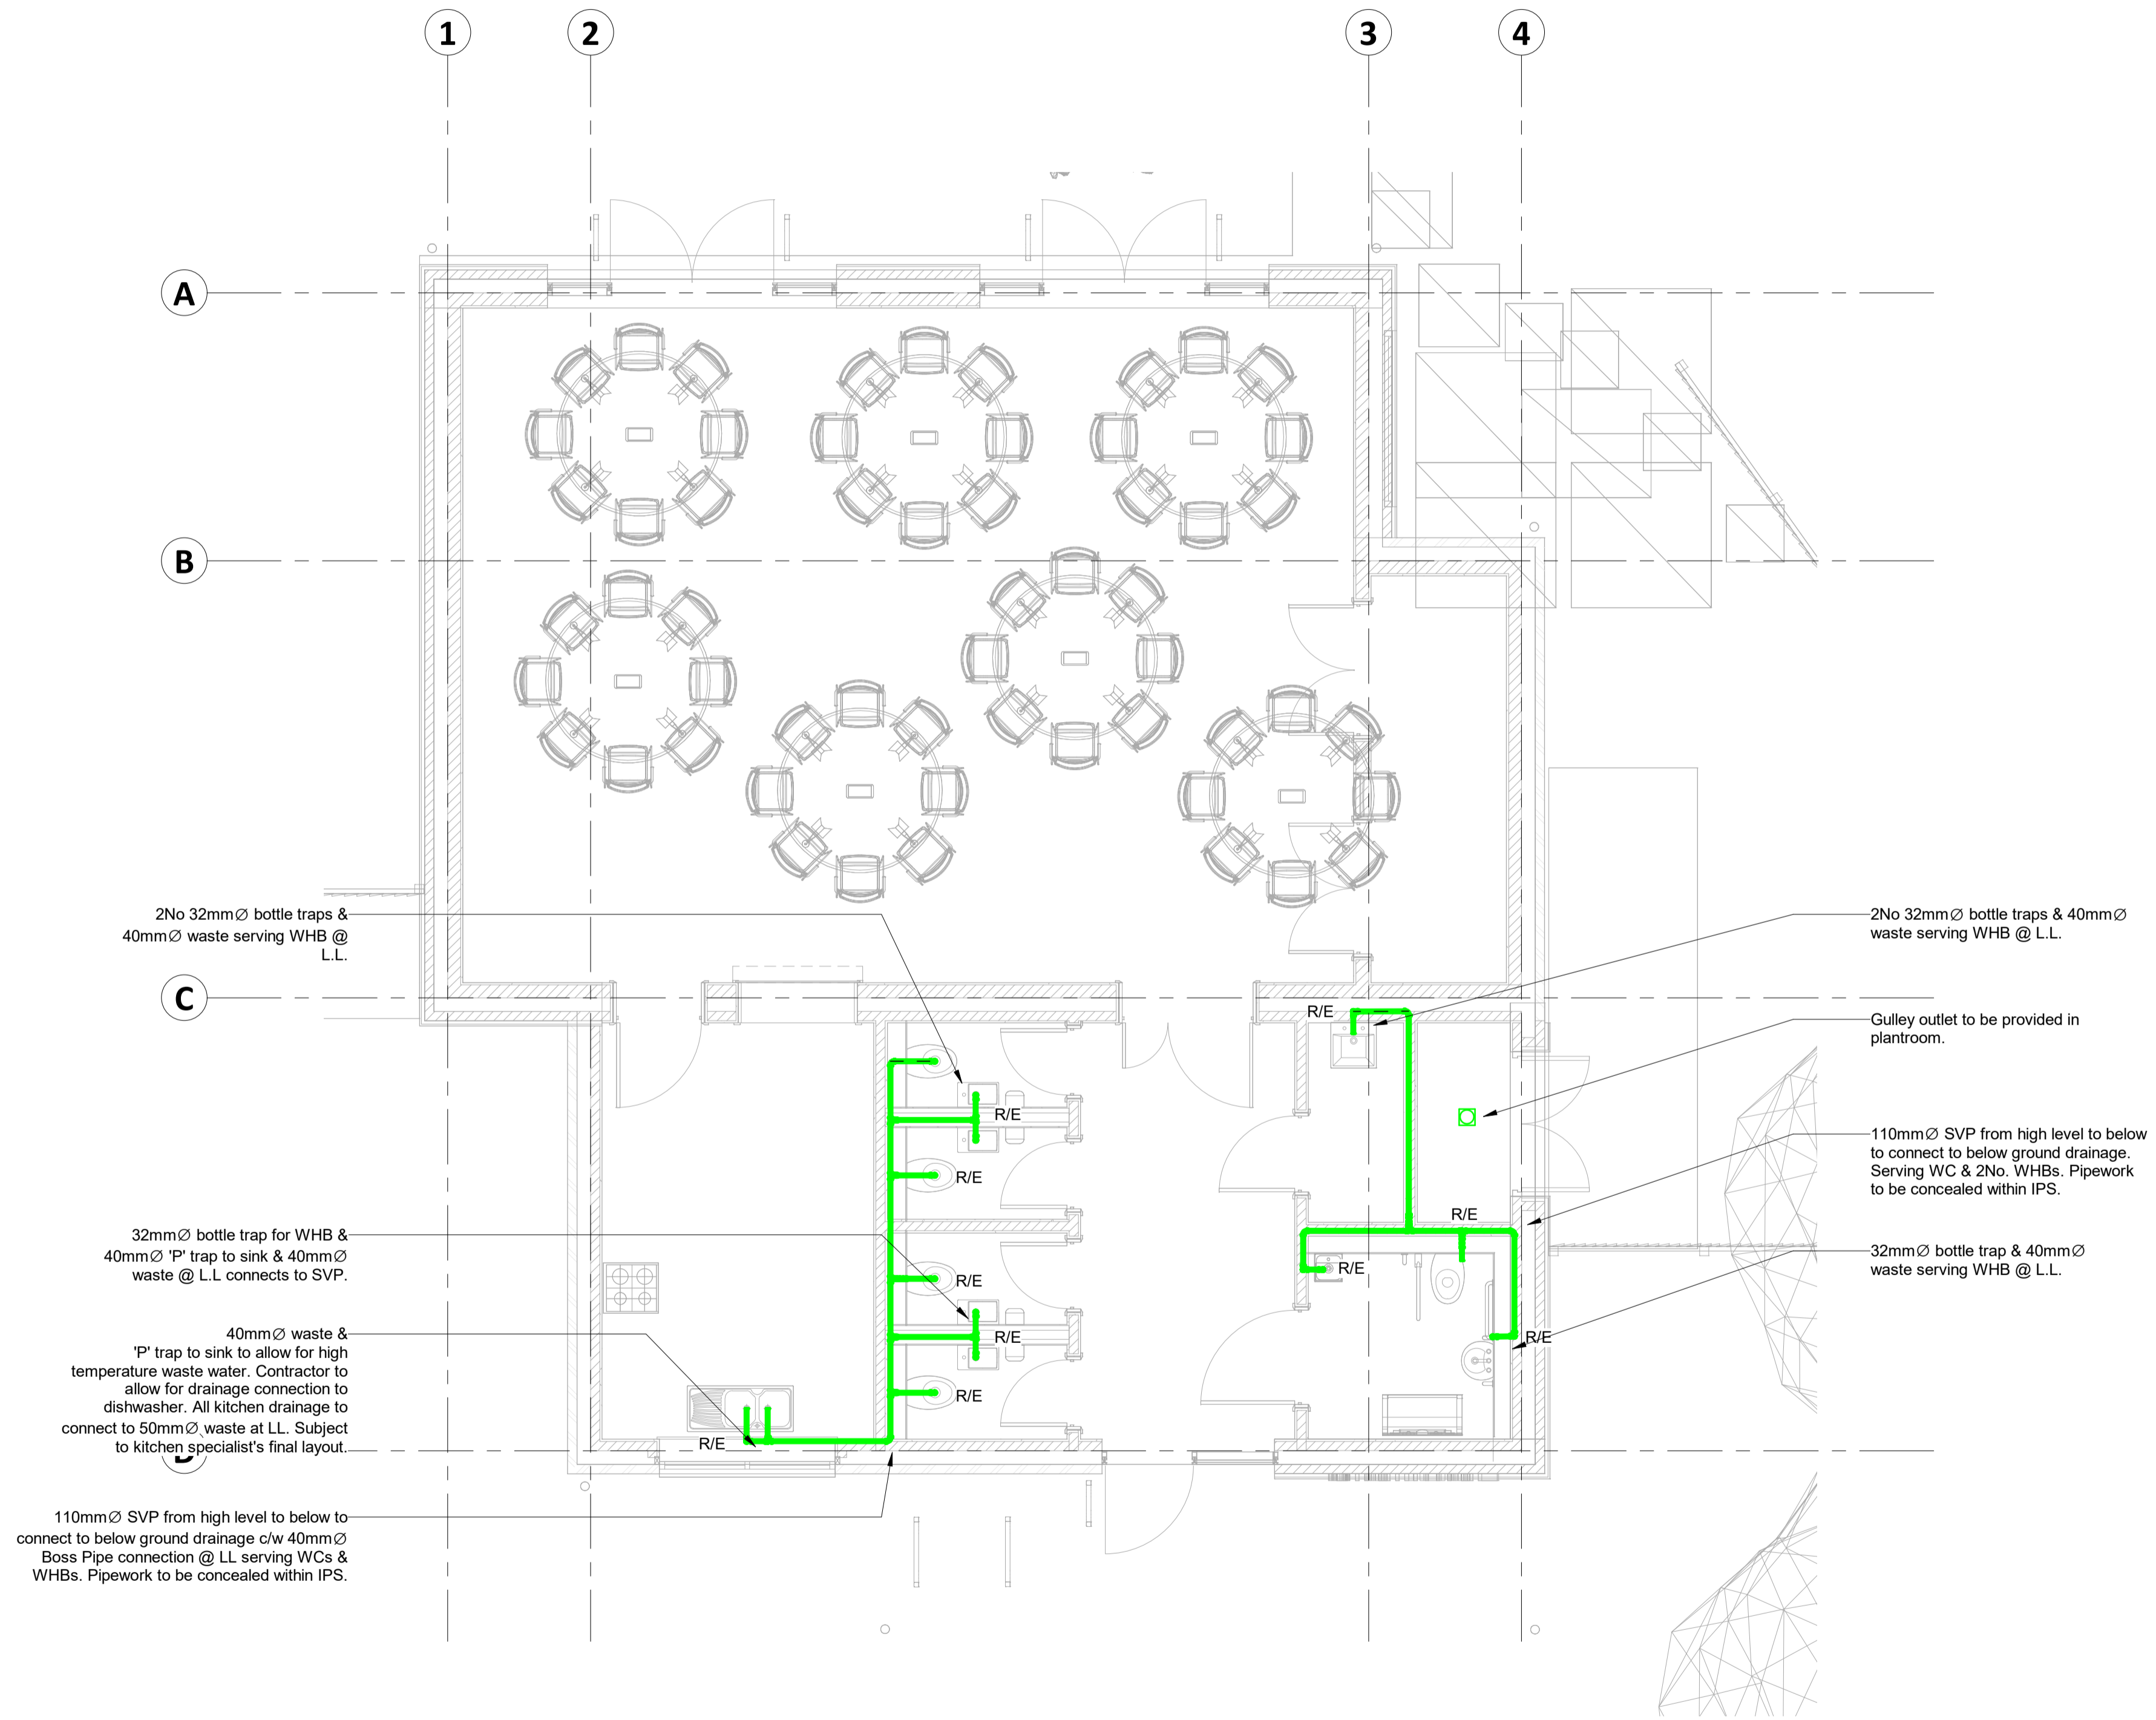 1
2
3
4
A
B
2No 32mm∅ bottle traps &
40mm∅ waste serving WHB @
L.L.
2No 32mm∅ bottle traps & 40mm∅
waste serving WHB @ L.L.
C
R/E
Gulley outlet to be provided in
plantroom.
R/E
110mm∅ SVP from high level to below
to connect to below ground drainage.
Serving WC & 2No. WHBs. Pipework
to be concealed within IPS.
R/E
R/E
32mm∅ bottle trap for WHB &
40mm∅ 'P' trap to sink & 40mm∅
waste @ L.L connects to SVP.
32mm∅ bottle trap & 40mm∅
waste serving WHB @ L.L.
R/E
R/E
R/E
R/E
40mm∅ waste &
'P' trap to sink to allow for high
temperature waste water. Contractor to
allow for drainage connection to
dishwasher. All kitchen drainage to
connect to 50mm∅ waste at LL. Subject
to kitchen specialist's final layout.
R/E
R/E
D
110mm∅ SVP from high level to below to
connect to below ground drainage c/w 40mm∅
Boss Pipe connection @ LL serving WCs &
WHBs. Pipework to be concealed within IPS.